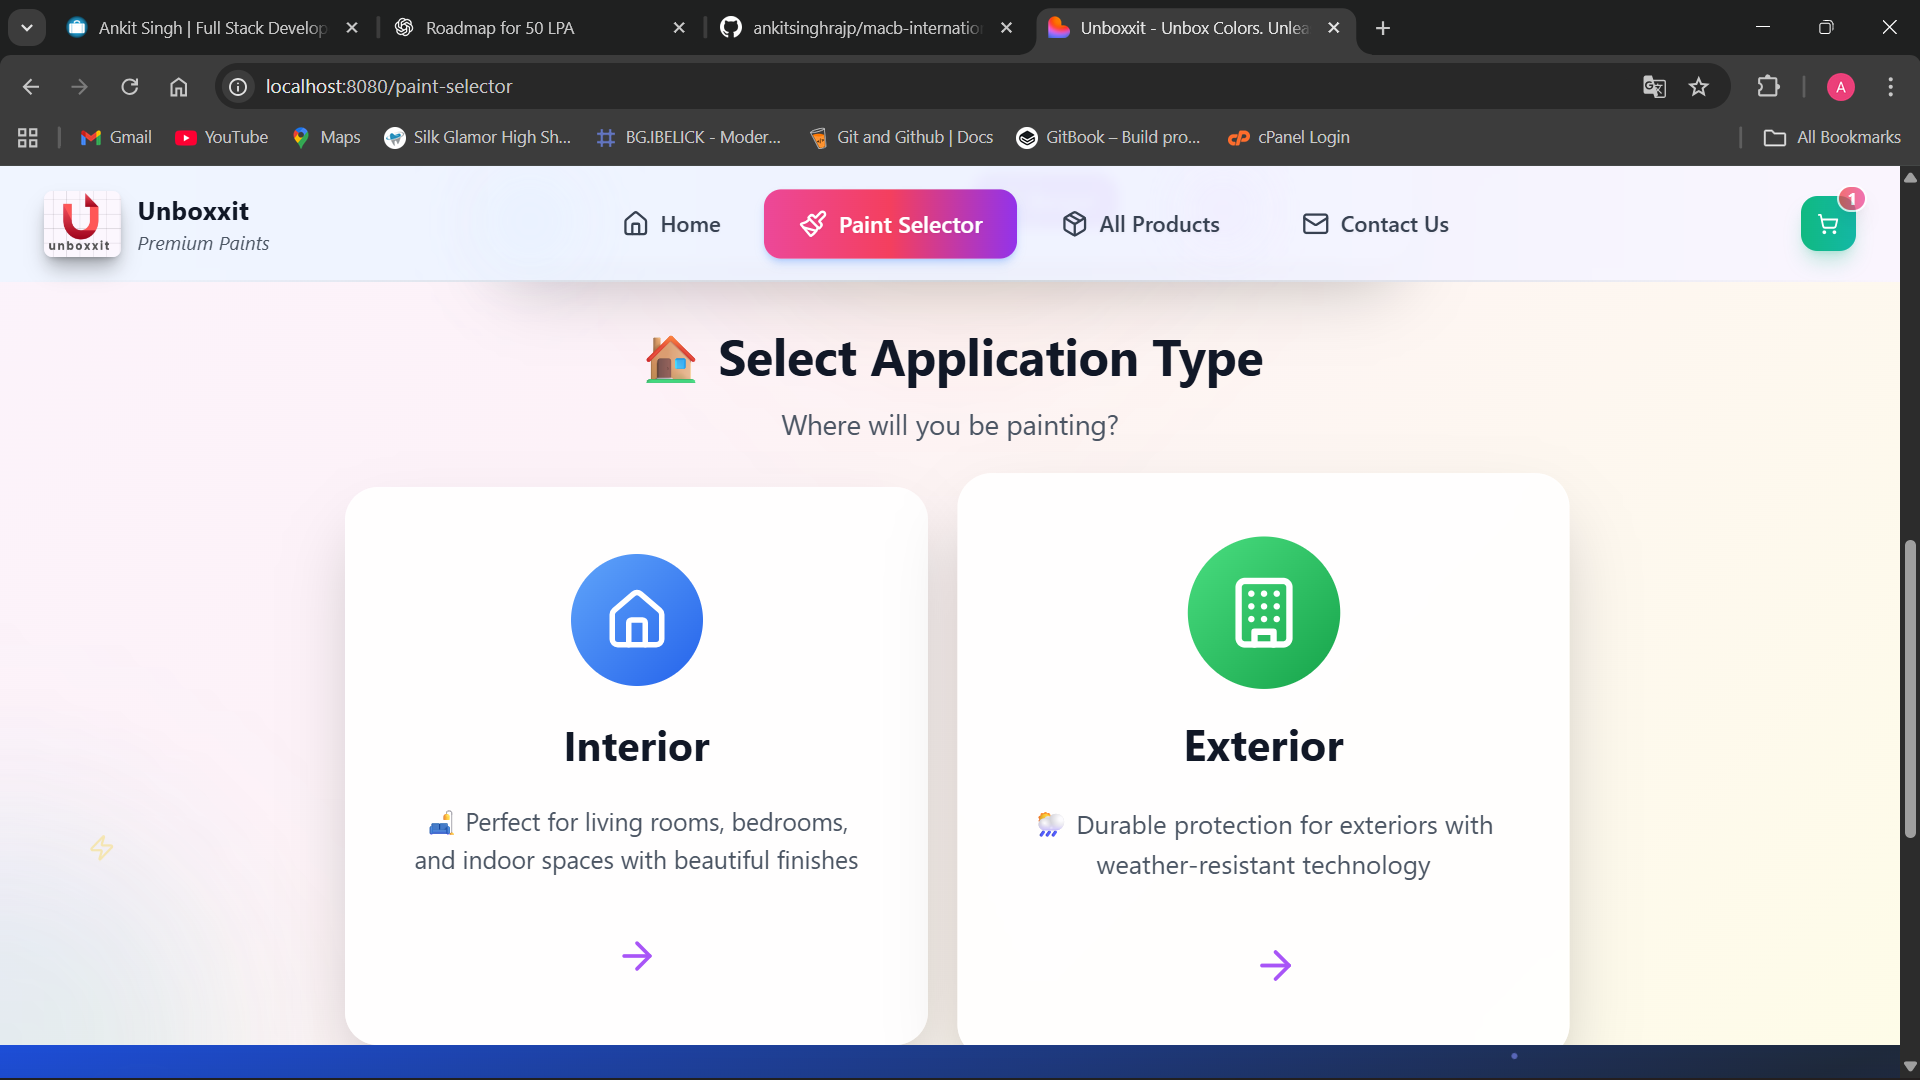 Ankit Singh | Full Stack Develop
Roadmap for 50 LPA
ankitsinghrajp/macb-internation
Unboxxit - Unbox Colors. Unlea
localhost:8080/paint-selector
A
Gmail
YouTube
Maps
Silk Glamor High Sh...
BG.IBELICK - Moder...
Git and Github | Docs
GitBook – Build pro...
cPanel Login
All Bookmarks
unboxxit
Unboxxit
Premium Paints
Home
Paint Selector
All Products
Contact Us
1
Select Application Type
Where will you be painting?
Interior
Perfect for living rooms, bedrooms,
and indoor spaces with beautiful finishes
Exterior
Durable protection for exteriors with
weather-resistant technology